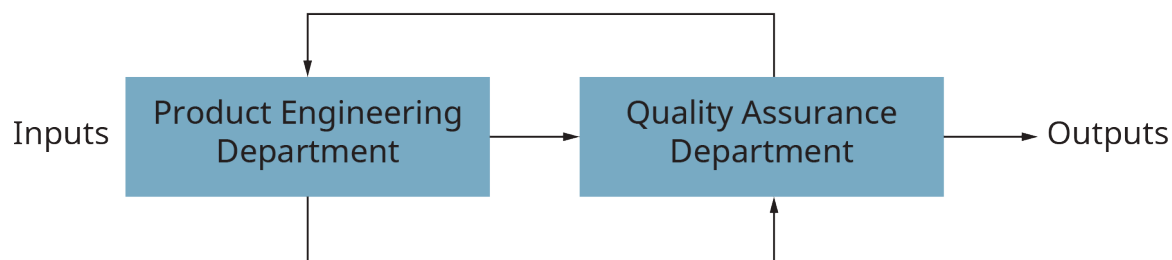 Inputs
Product Engineering
Department
Quality Assurance
Department
Outputs